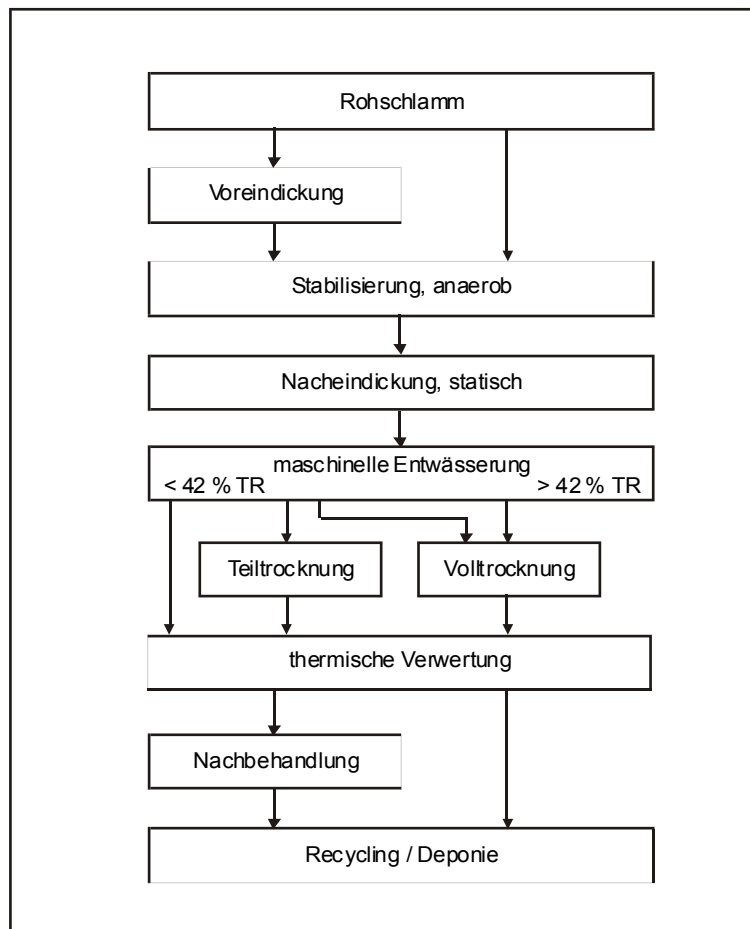 Rohschlamm
Voreindickung
Stabilisierung, anaerob
Nacheindickung, statisch
maschinelle Entwässerung
< 42 % TR > 42 % TR
Teiltrocknung Volltrocknung
thermische Verwertung
Nachbehandlung
Recycling / Deponie